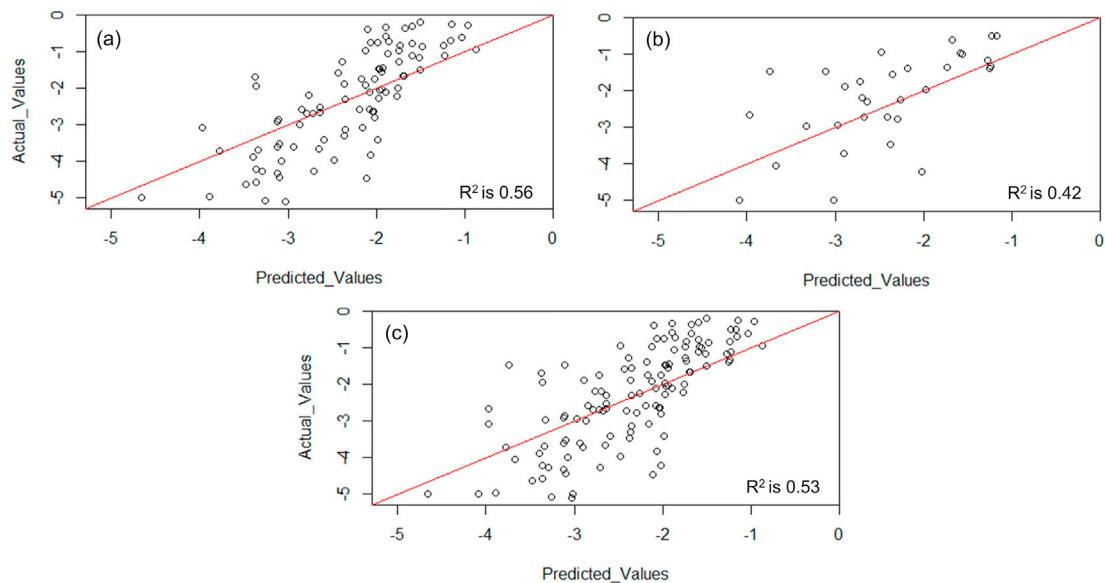 (a)
Actual_Values
0
-1
-2
-3
-4
-5
R² is 0.56
-5 -4 -3 -2 -1 0
Predicted_Values
(b)
0
-1
-2
-3
-4
-5
R² is 0.42
-5 -4 -3 -2 -1 0
Predicted_Values
(c)
Actual_Values
0
-1
-2
-3
-4
-5
R² is 0.53
-5 -4 -3 -2 -1 0
Predicted_Values